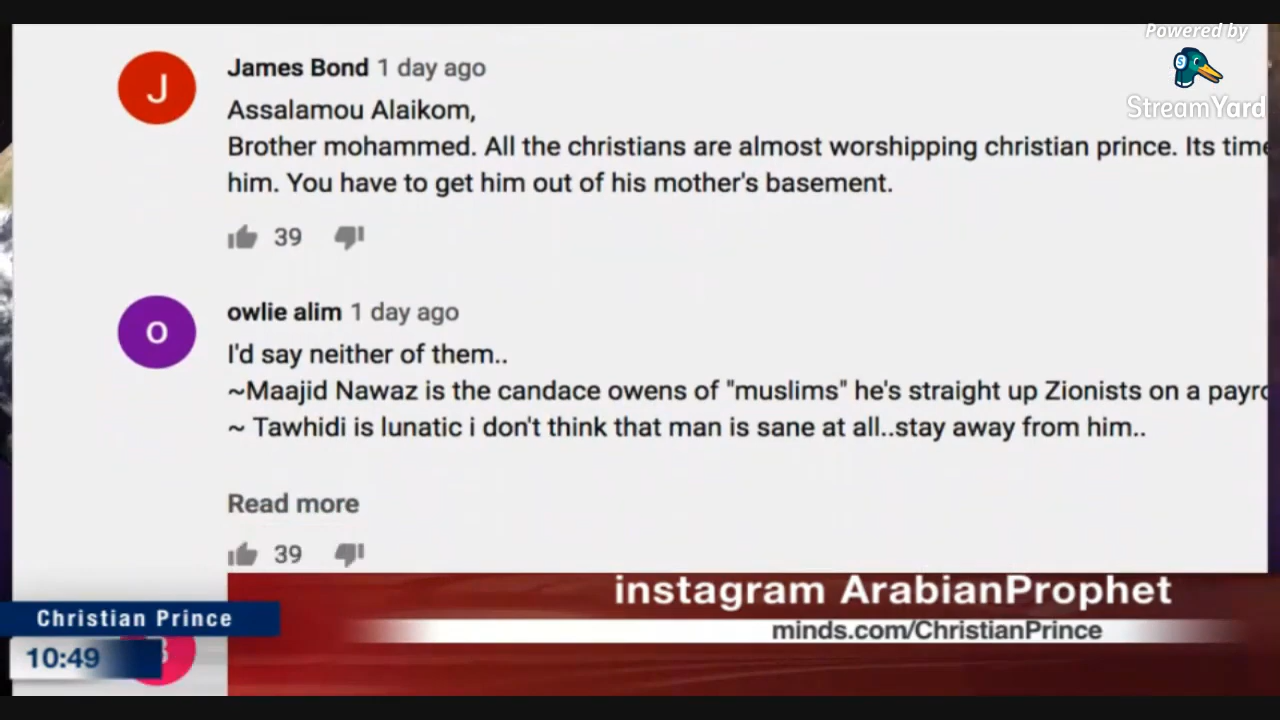 Powered by
StreamYard
J
James Bond 1 day ago
Assalamou Alaikom,
Brother mohammed. All the christians are almost worshipping christian prince. Its time
him. You have to get him out of his mother's basement.
39
O
owlie alim 1 day ago
I'd say neither of them..
~Maajid Nawaz is the candace owens of "muslims" he's straight up Zionists on a payro
~ Tawhidi is lunatic i don't think that man is sane at all..stay away from him..
Read more
39
instagram ArabianProphet
minds.com/ChristianPrince
Christian Prince
10:49